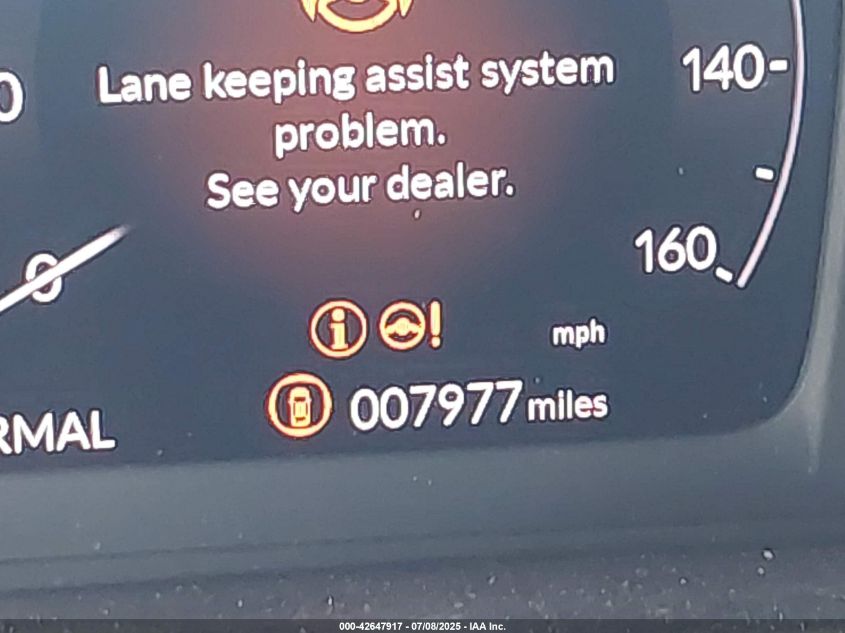 140
Lane keeping assist system
problem.
See your dealer.
160
0
mph
007977 miles
000-42647917 - 07/08/2025 - IAA Inc.